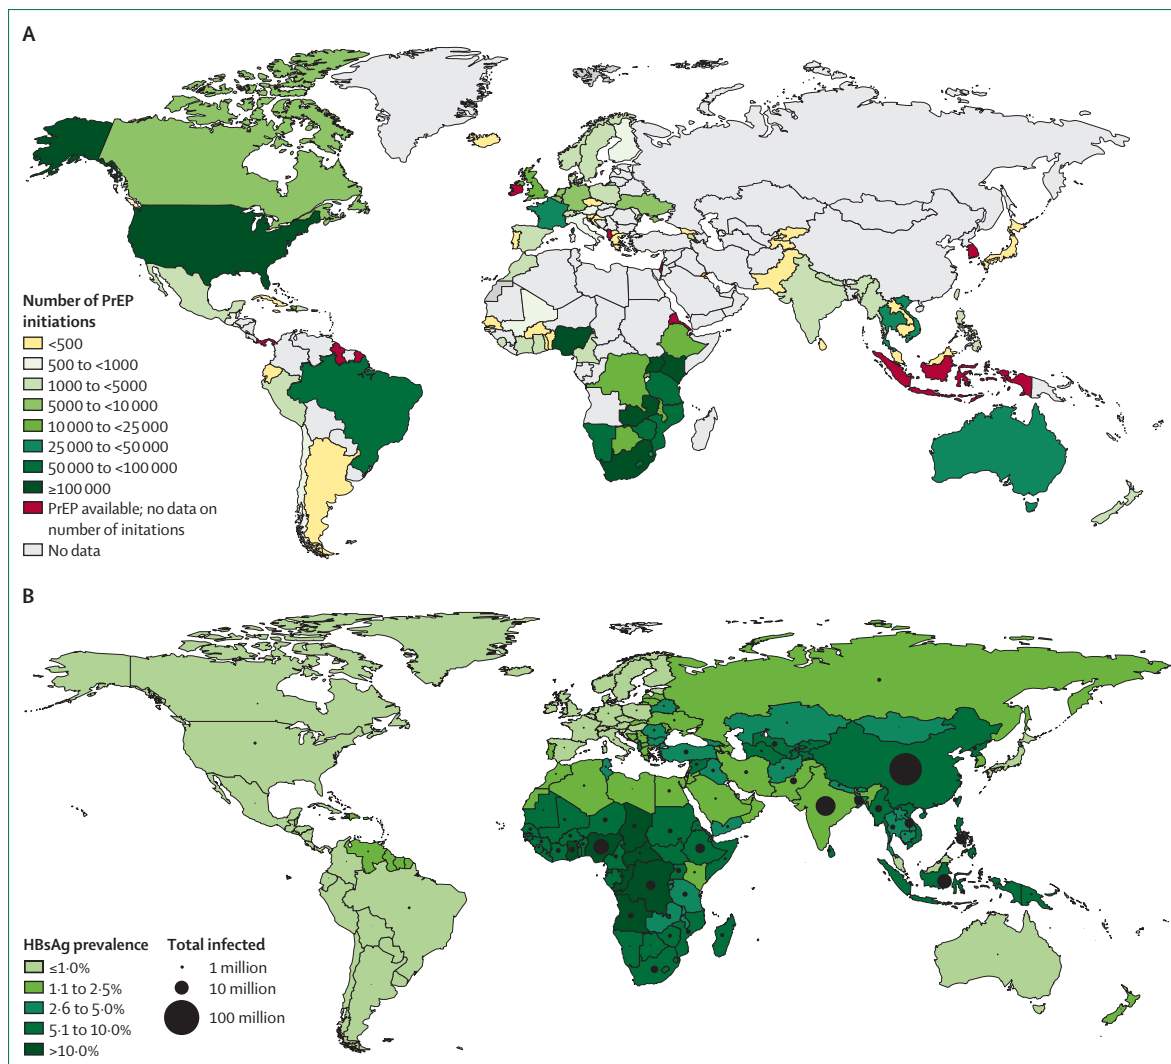 A
Number of PrEP
initiations
<500
500 to <1000
1000 to <5000
5000 to <10 000
10 000 to <25 000
25 000 to <50 000
50 000 to <100 000
≥100 000
PrEP available; no data on
number of initations
No data
B
HBsAg prevalence
≤1·0%
1·1 to 2·5%
2·6 to 5·0%
5·1 to 10·0%
>10·0%
Total infected
1 million
10 million
100 million